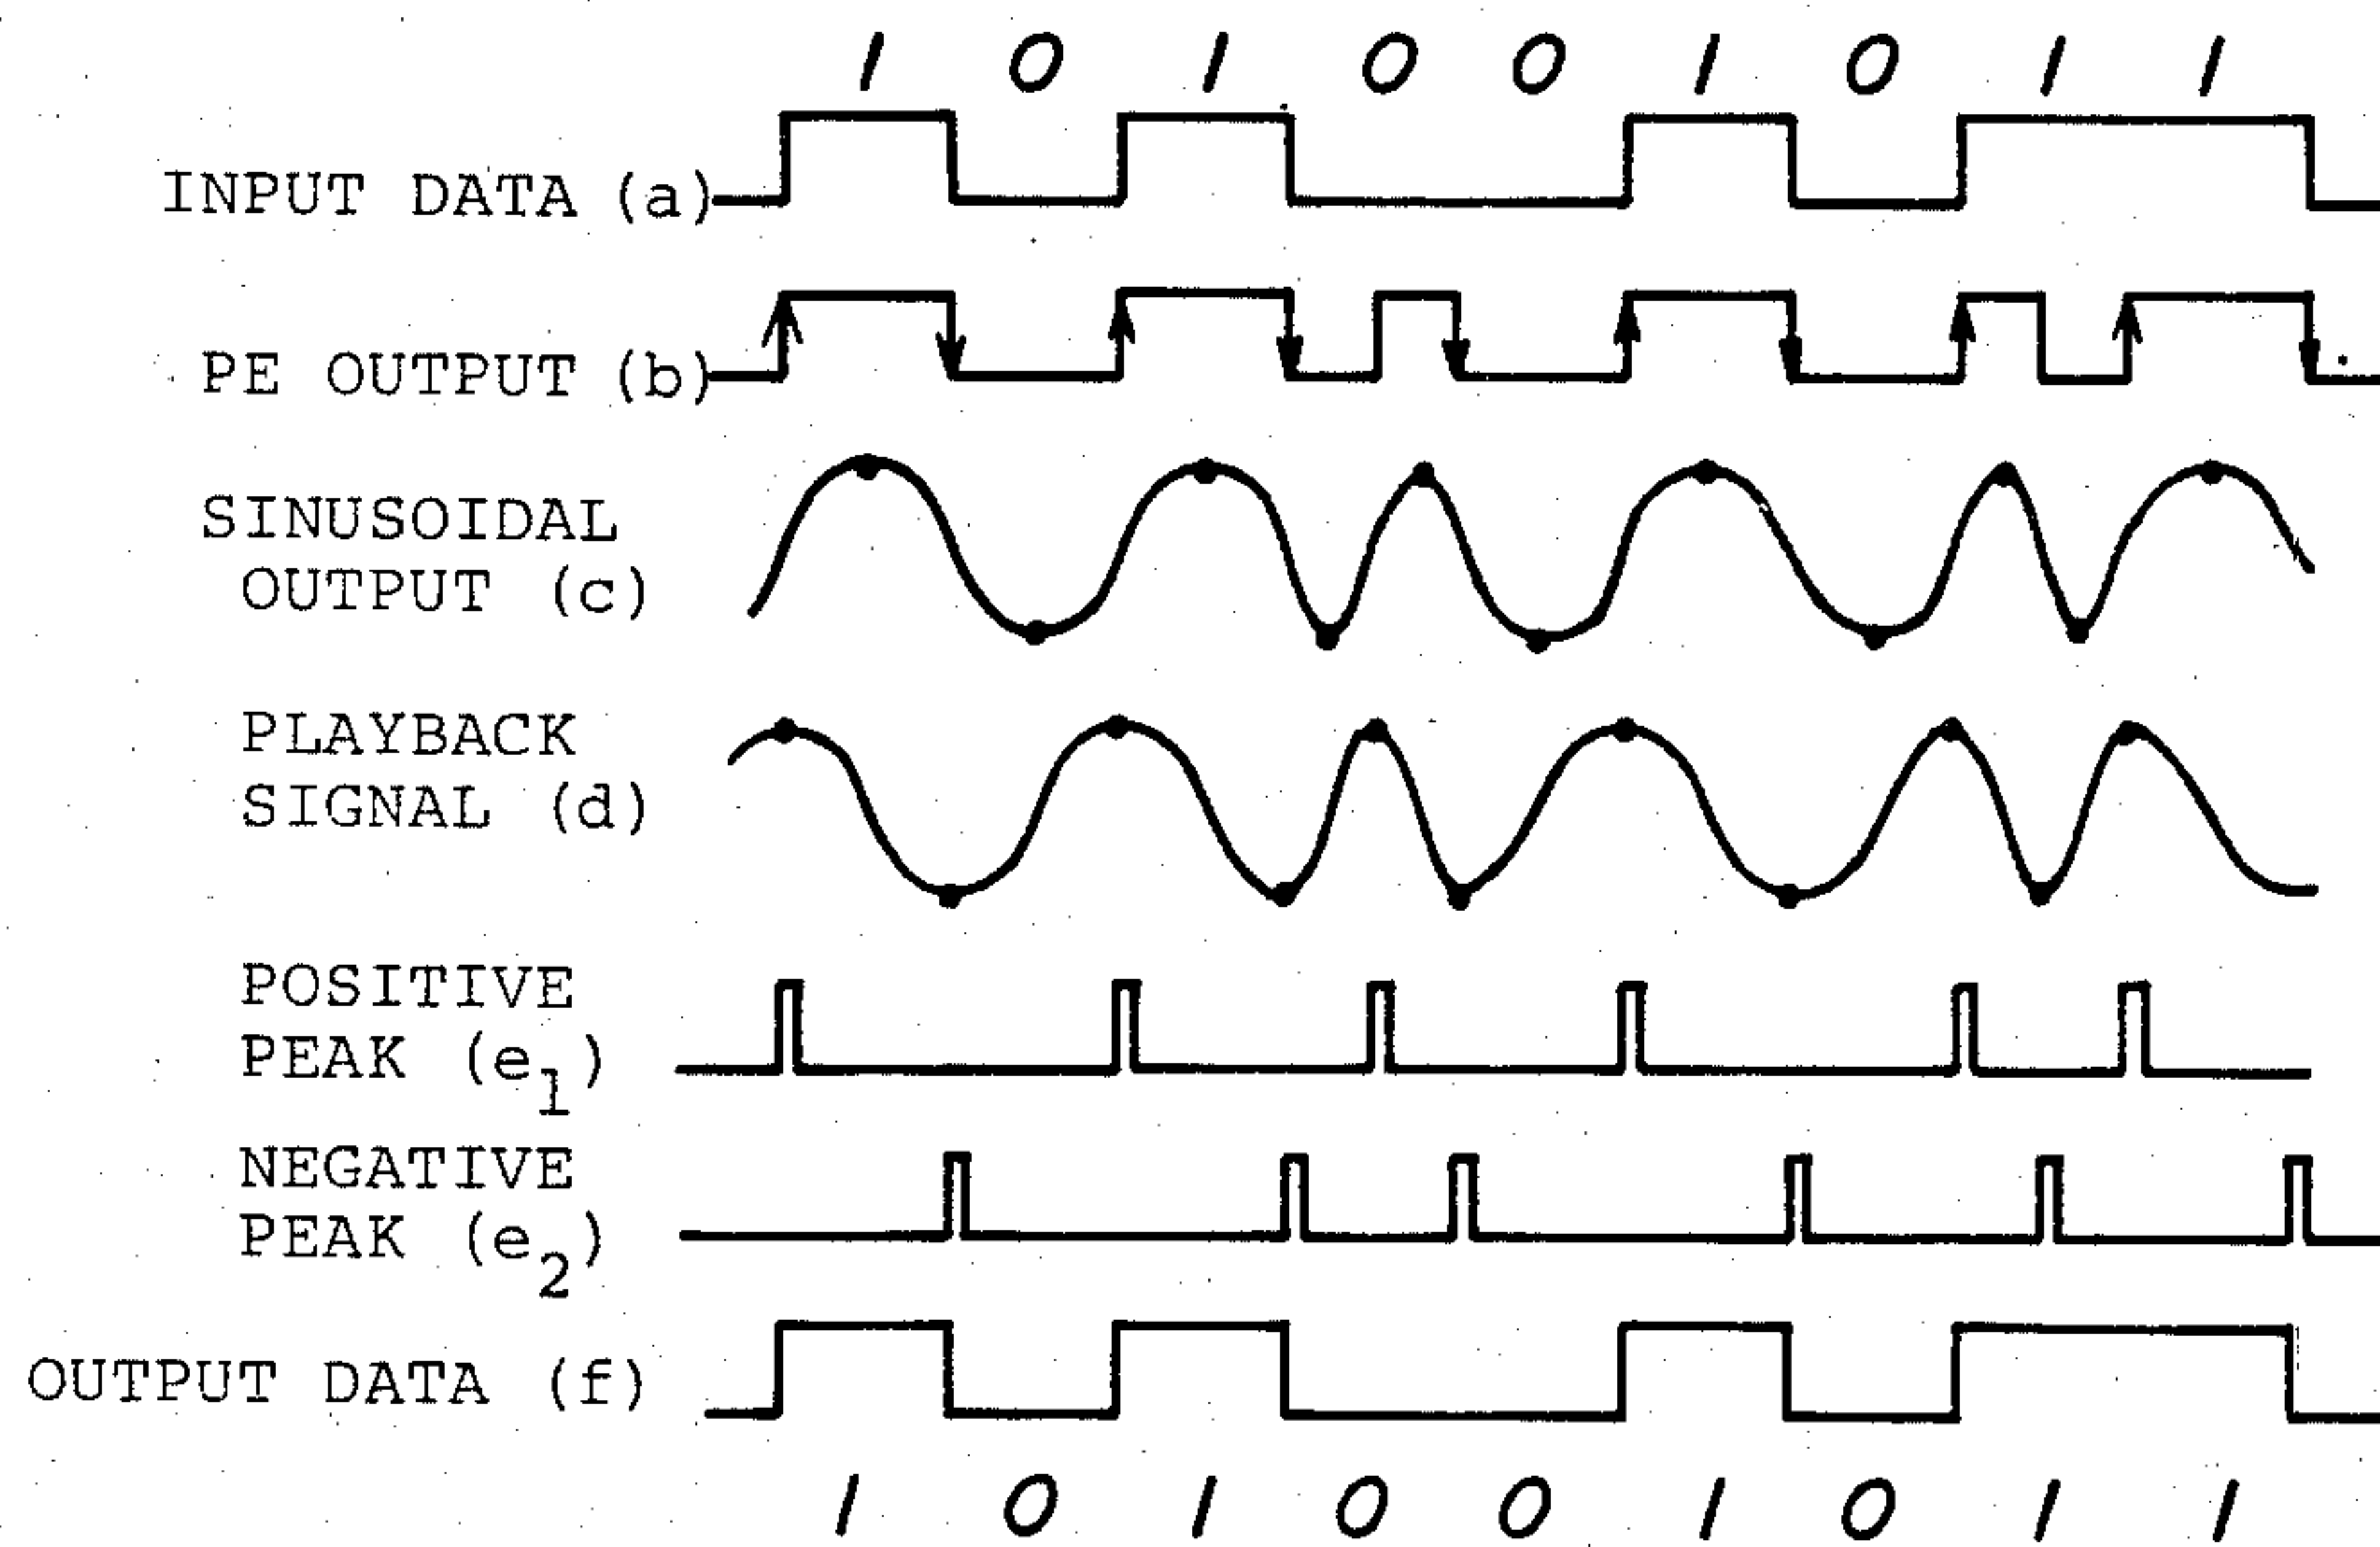 1 0 1 0 0 1 0 1 1
INPUT DATA (a)
PE OUTPUT (b)
SINUSOIDAL
OUTPUT (c)
PLAYBACK
SIGNAL (d)
POSITIVE
PEAK (e1)
NEGATIVE
PEAK (e2)
OUTPUT DATA (f)
1 0 1 0 0 1 0 1 1